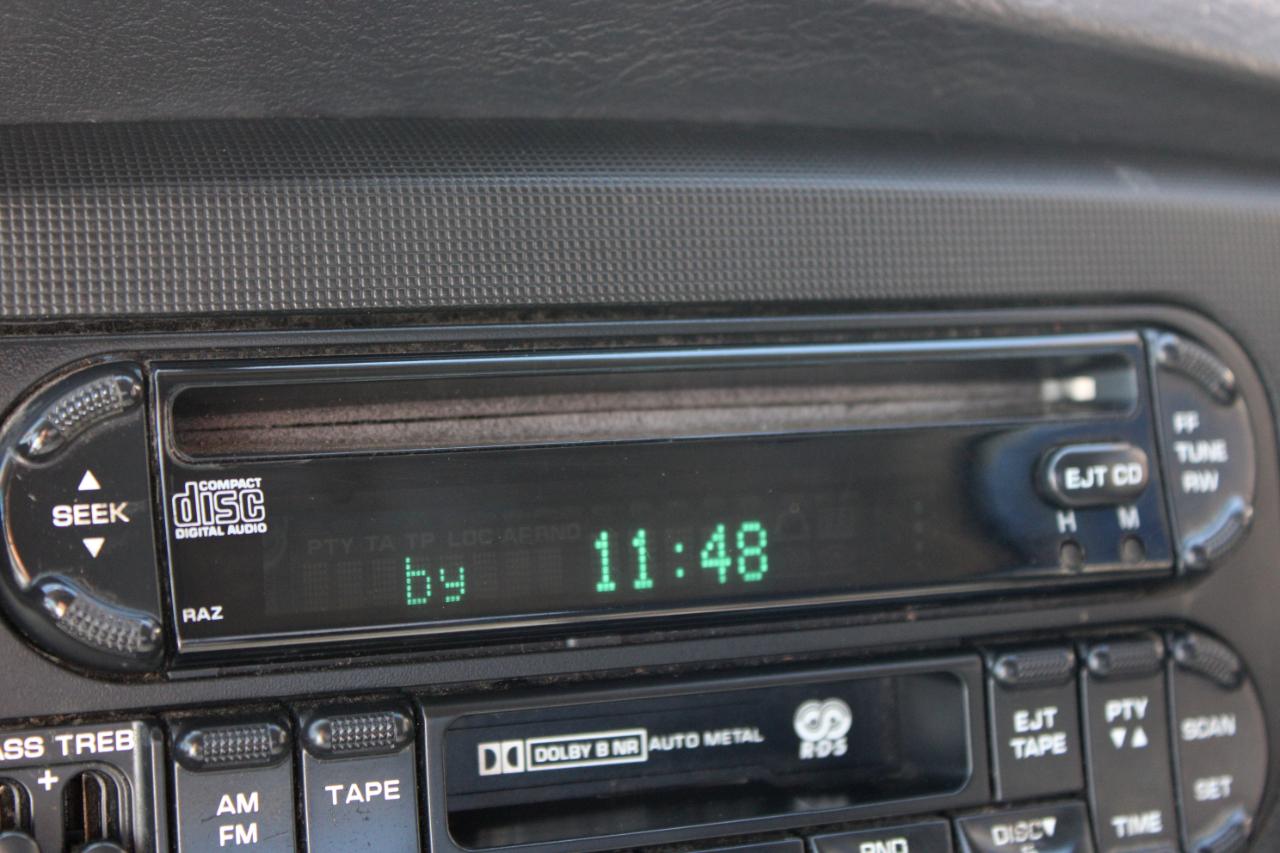 SEEK
COMPACT
disc
DIGITAL AUDIO
PTY TA TP LOC AF RND
by 11:48
RAZ
EJT CD
H M
FF
TUNE
RW
ASS TREB
+
AM
FM
TAPE
DOLBY B NR AUTO METAL
R·D·S
EJT
TAPE
PTY
TIME
SCAN
SET
RND
DISC